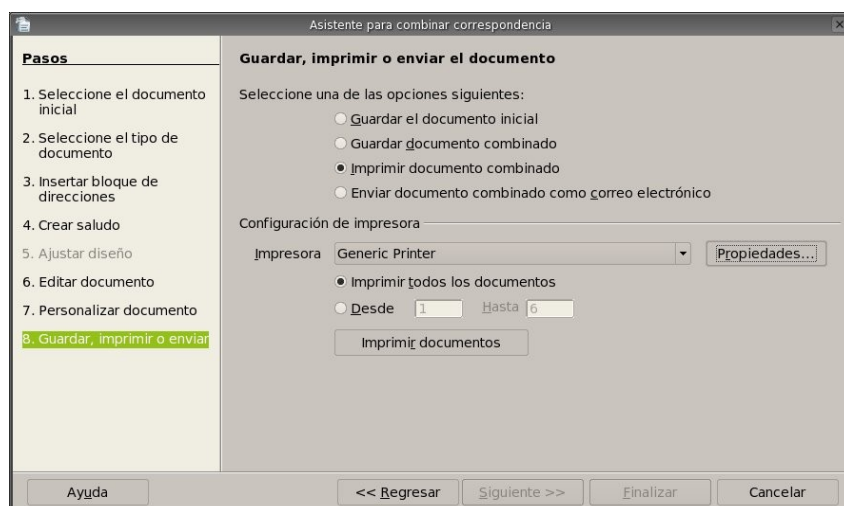 Asistente para combinar correspondencia
Pasos
1. Seleccione el documento
inicial
2. Seleccione el tipo de
documento
3. Insertar bloque de
direcciones
4. Crear saludo
5. Ajustar diseño
6. Editar documento
7. Personalizar documento
8. Guardar, imprimir o enviar
Guardar, imprimir o enviar el documento
Seleccione una de las opciones siguientes:
Guardar el documento inicial
Guardar documento combinado
Imprimir documento combinado
Enviar documento combinado como correo electrónico
Configuración de impresora
Impresora Generic Printer Propiedades...
Imprimir todos los documentos
Desde 1 Hasta 6
Imprimir documentos
Ayuda << Regresar Siguiente >> Finalizar Cancelar